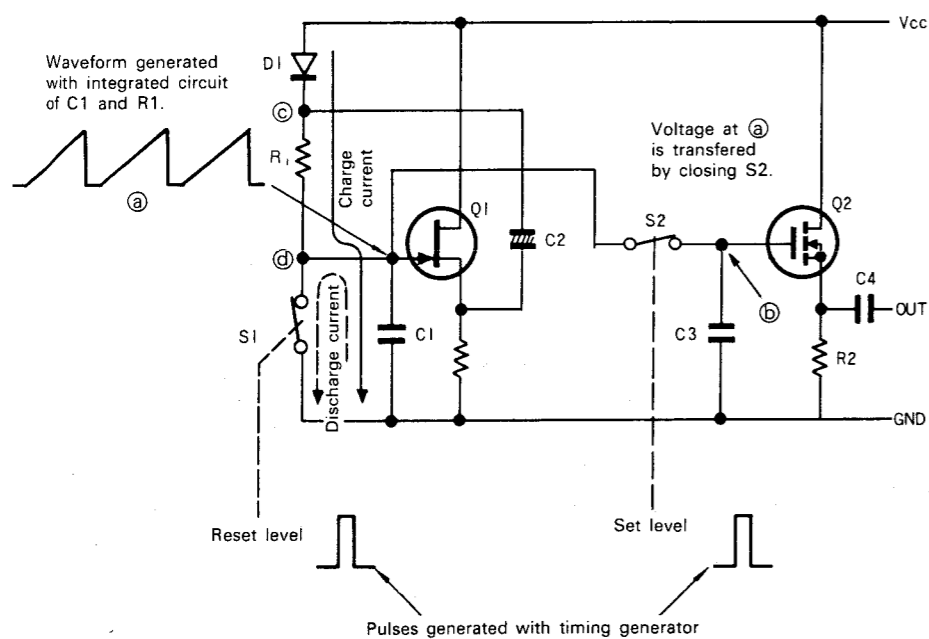 Vcc
Waveform generated
with integrated circuit
of C1 and R1.
D1
ⓒ
R1
Charge
current
Voltage at ⓐ
is transfered
by closing S2.
ⓐ
Q1
C2
S2
Q2
ⓓ
C4
OUT
S1
Discharge current
C1
C3
ⓑ
R2
GND
Reset level
Set level
Pulses generated with timing generator